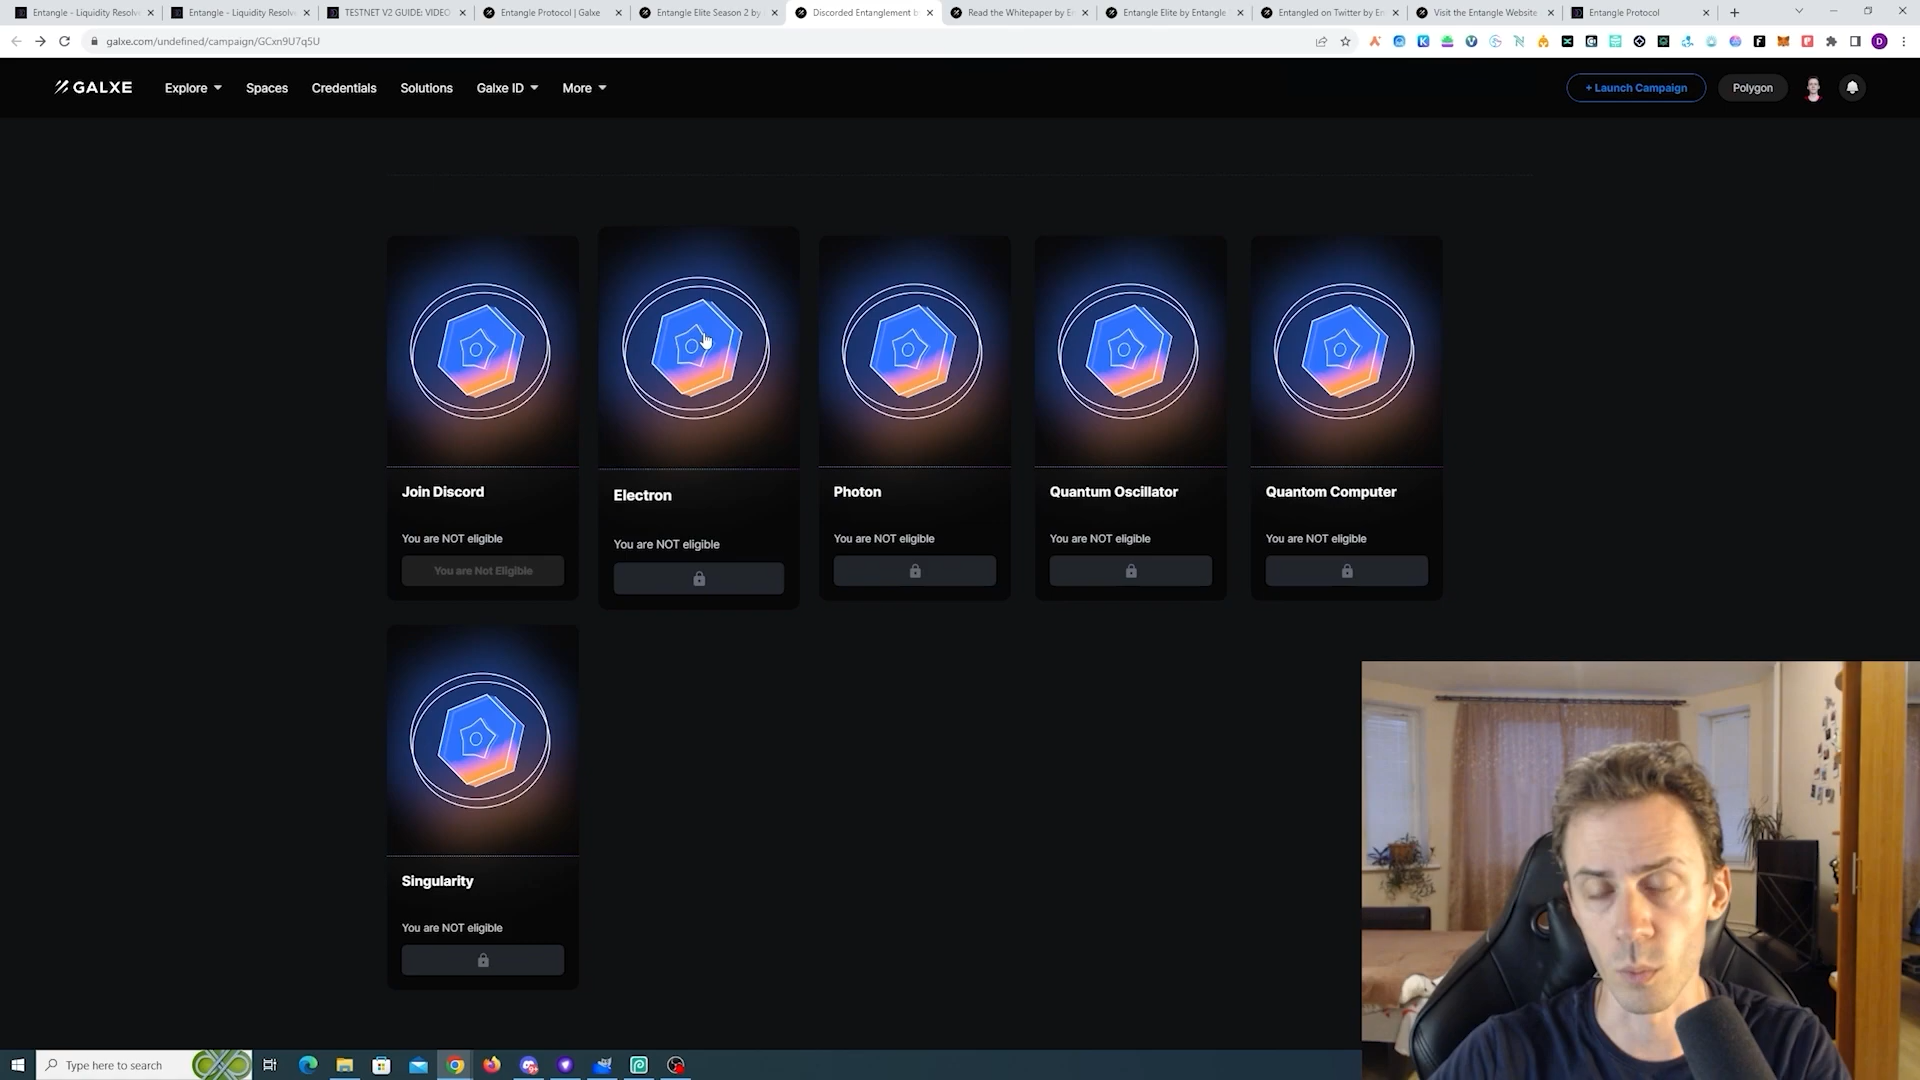 Entangle - Liquidity Resolv
Entangle - Liquidity Resolv
TESTNET V2 GUIDE: VIDEO
Entangle Protocol | Galxe
Entangle Elite Season 2 by
Discorded Entanglement b
Read the Whitepaper by E
Entangle Elite by Entangle
Entangled on Twitter by En
Visit the Entangle Website
Entangle Protocol
galxe.com/undefined/campaign/GCxn9U7q5U
GALXE
Explore
Spaces
Credentials
Solutions
Galxe ID
More
+ Launch Campaign
Polygon
Join Discord
You are NOT eligible
You are Not Eligible
Electron
You are NOT eligible
Photon
You are NOT eligible
Quantum Oscillator
You are NOT eligible
Quantom Computer
You are NOT eligible
Singularity
You are NOT eligible
Type here to search